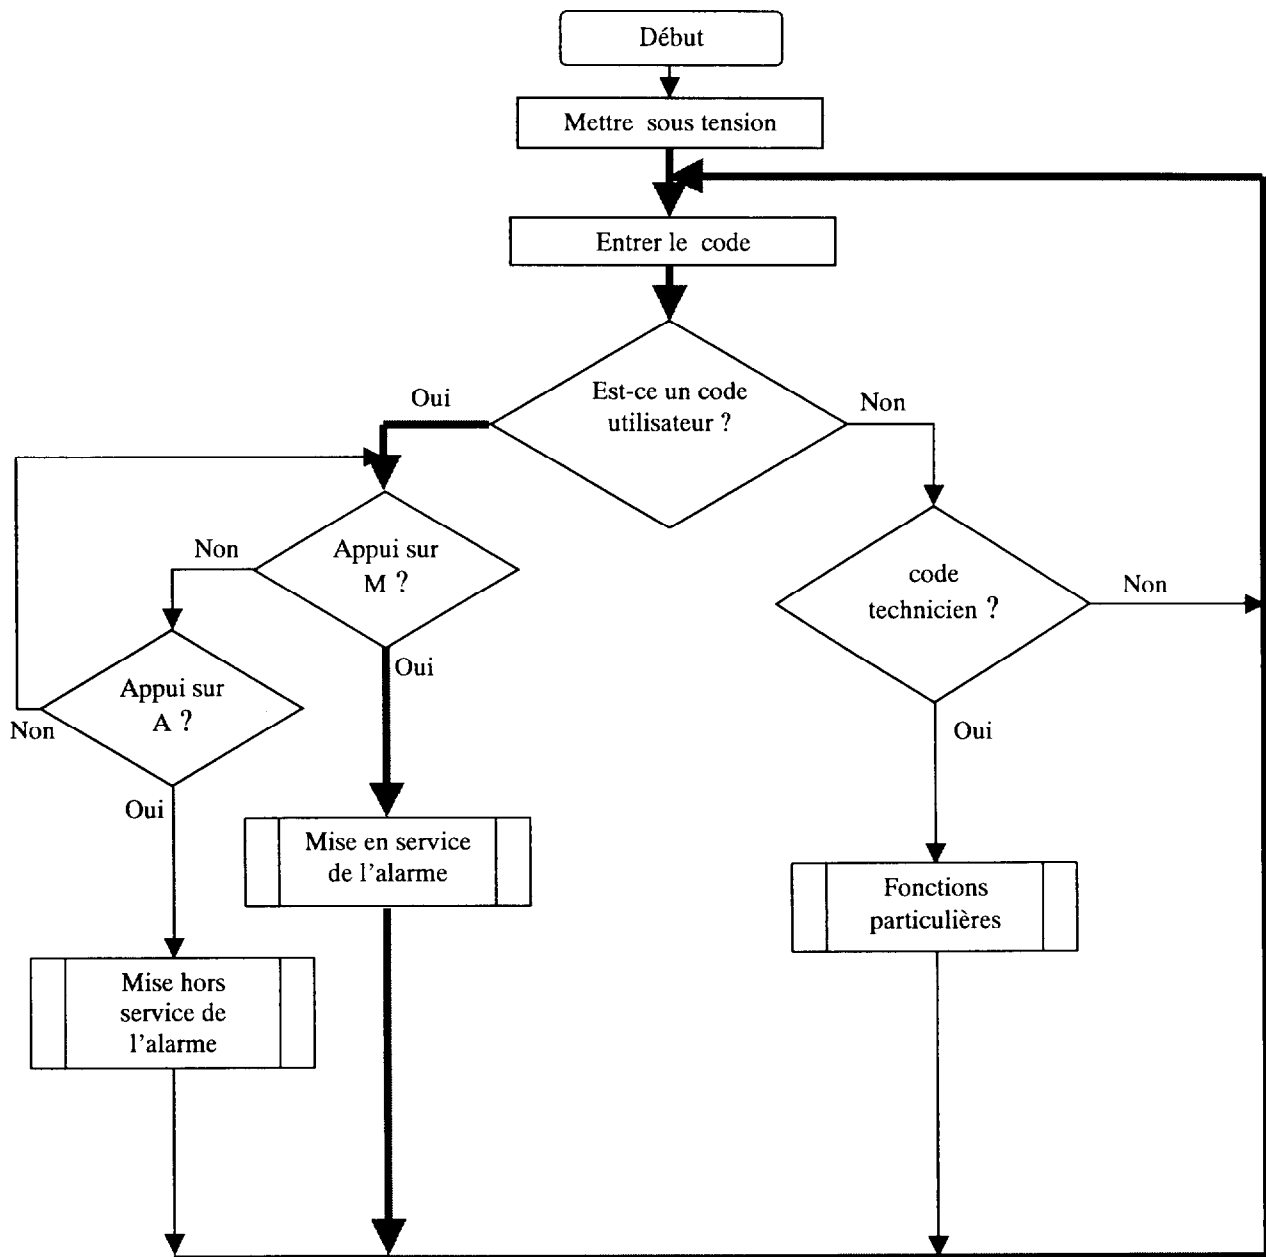 Début
Mettre sous tension
Entrer le code
Est-ce un code
utilisateur ?
Oui
Non
Appui sur
M ?
Non
Oui
code
technicien ?
Non
Oui
Appui sur
A ?
Non
Oui
Mise en service
de l'alarme
Fonctions
particulières
Mise hors
service de
l'alarme